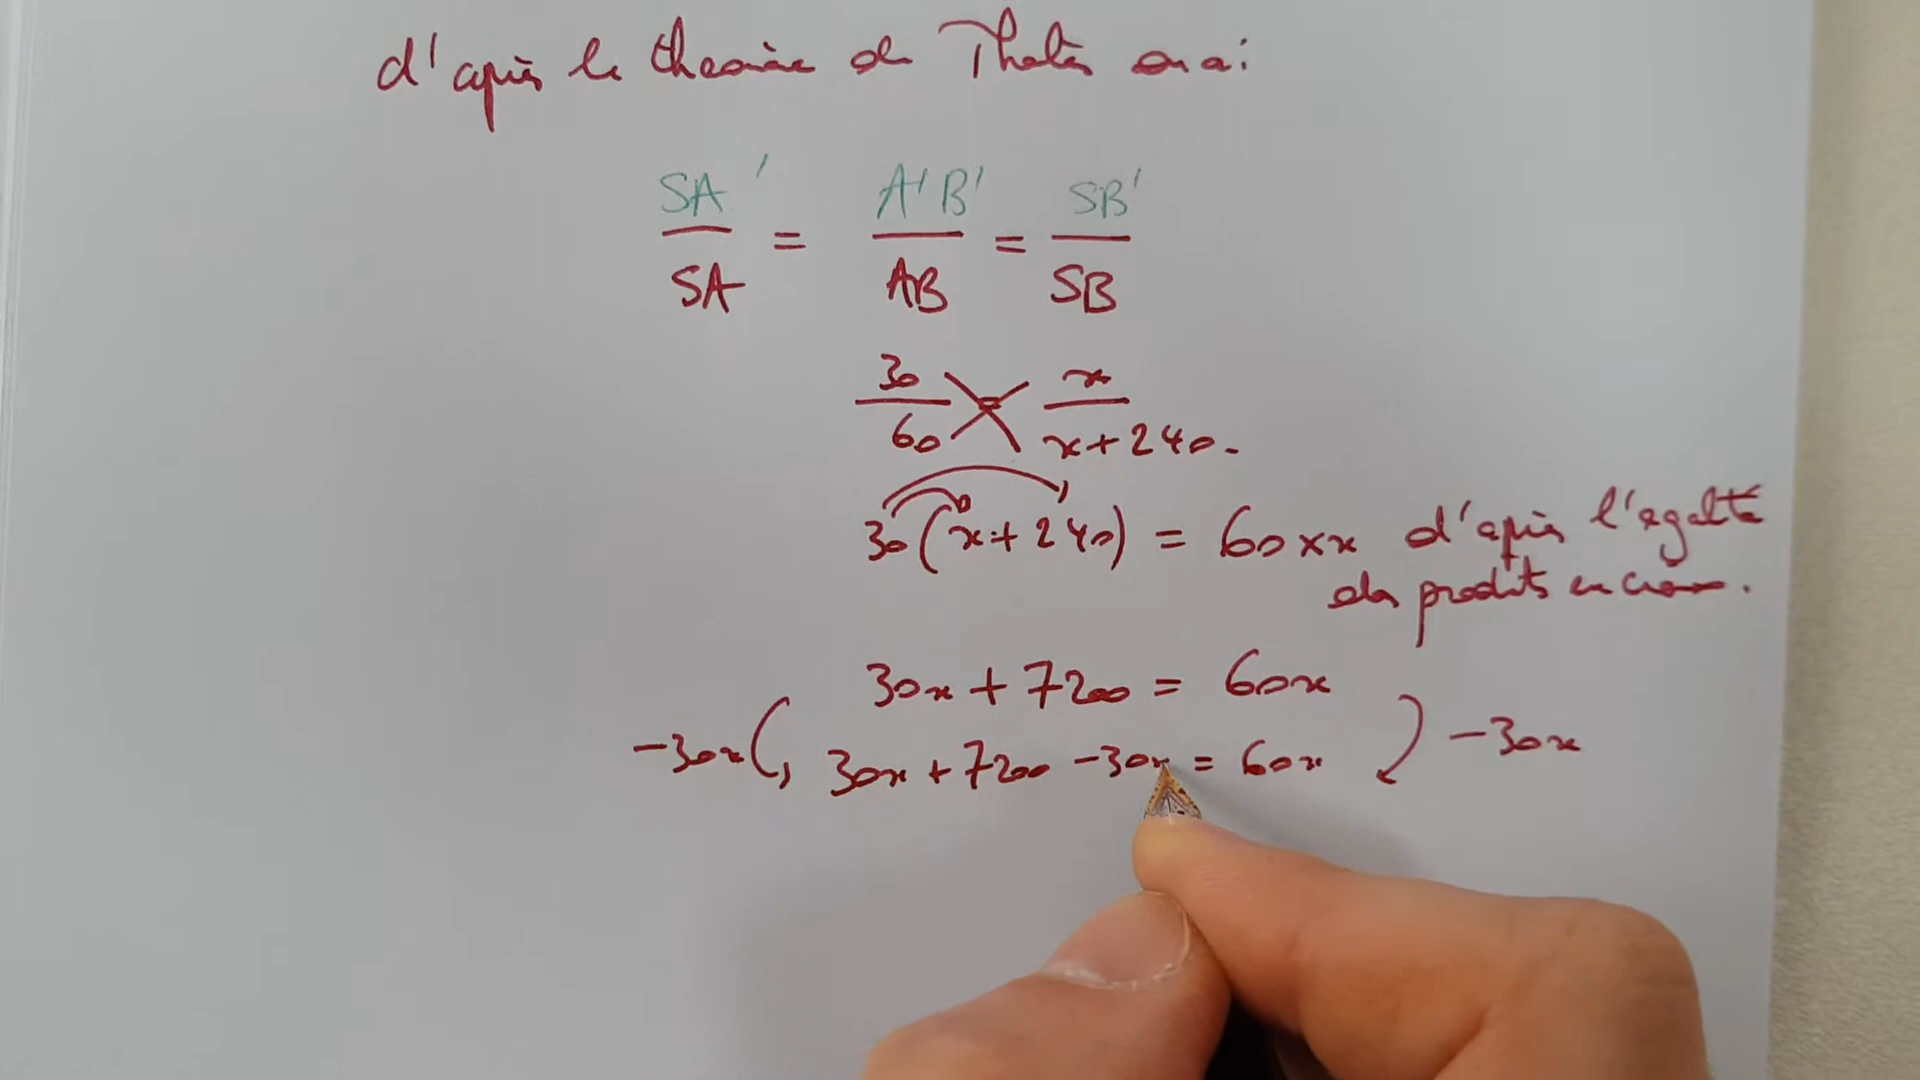 d'après le théorème de Thalès on a :
SA' / SA = A'B' / AB = SB' / SB
30 / 60 = x / x + 240.
30 (x + 240) = 60 × x d'après l'égalité
des produits en croix.
30x + 7200 = 60x
-30x 30x + 7200 - 30x = 60x -30x